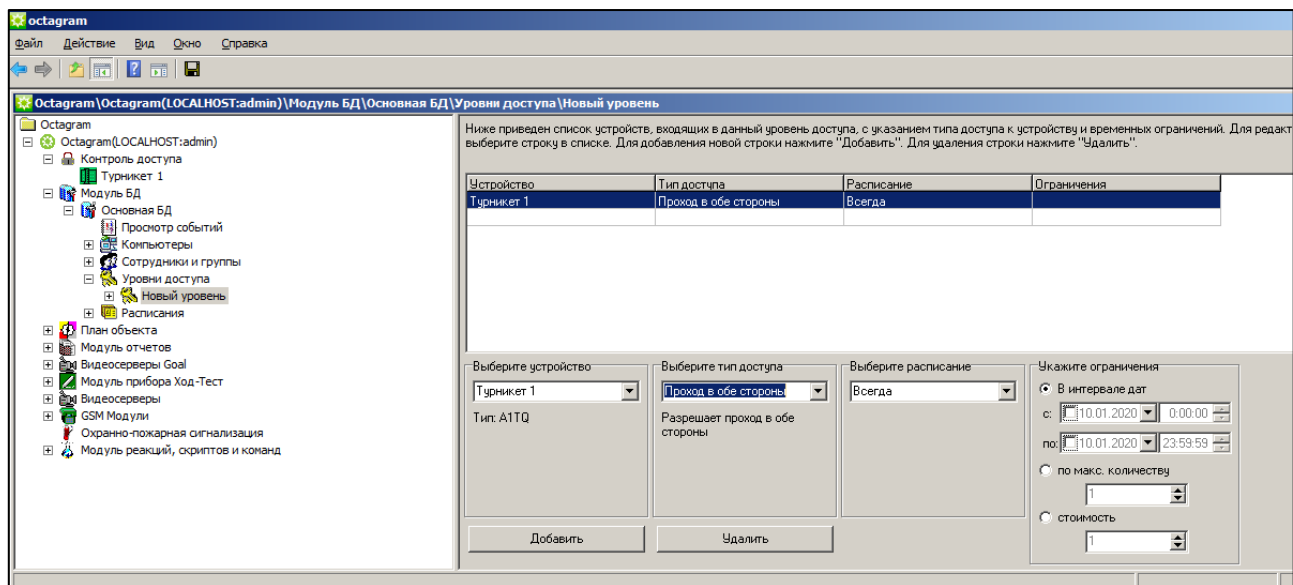 octagram
Файл Действие Вид Окно Справка
Octagram\Octagram(LOCALHOST:admin)\Модуль БД\Основная БД\Уровни доступа\Новый уровень
Octagram
Octagram(LOCALHOST:admin)
Контроль доступа
Турникет 1
Модуль БД
Основная БД
Просмотр событий
Компьютеры
Сотрудники и группы
Уровни доступа
Новый уровень
Расписания
План объекта
Модуль отчетов
Видеосерверы Goal
Модуль прибора Ход-Тест
Видеосерверы
GSM Модули
Охранно-пожарная сигнализация
Модуль реакций, скриптов и команд
Ниже приведен список устройств, входящих в данный уровень доступа, с указанием типа доступа к устройству и временных ограничений. Для редакт
выберите строку в списке. Для добавления новой строки нажмите "Добавить". Для удаления строки нажмите "Удалить".
Устройство Тип доступа Расписание Ограничения
Турникет 1 Проход в обе стороны Всегда
Выберите устройство Выберите тип доступа Выберите расписание Укажите ограничения
Турникет 1 Проход в обе стороны Всегда В интервале дат
Тип: A1TQ Разрешает проход в обе
стороны
с: 10.01.2020 0:00:00
по: 10.01.2020 23:59:59
по макс. количеству
1
стоимость
1
Добавить Удалить